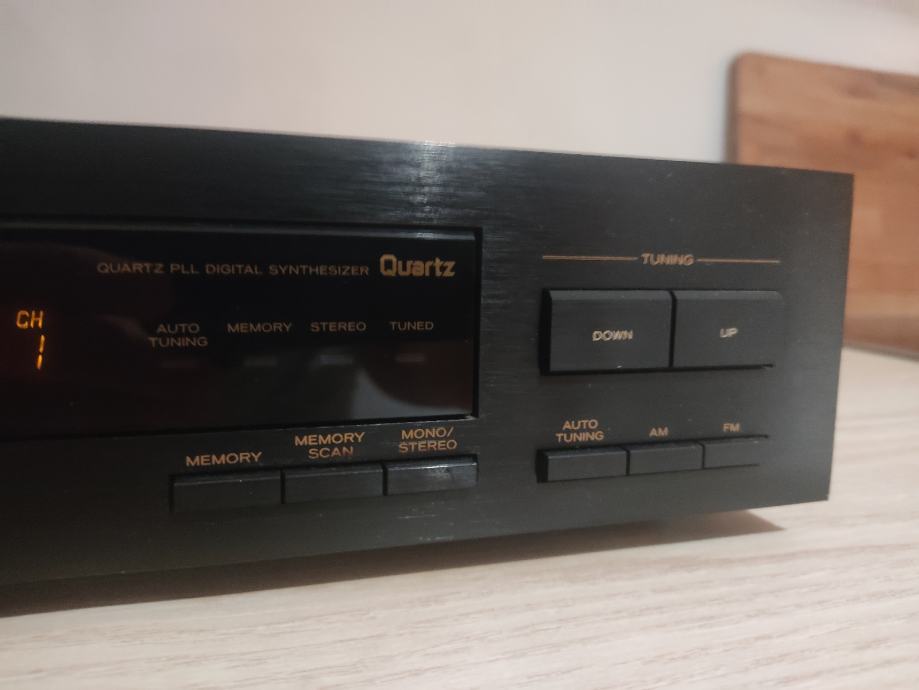 QUARTZ PLL DIGITAL SYNTHESIZER Quartz
CH
1
AUTO TUNING
MEMORY
STEREO
TUNED
MEMORY
MEMORY SCAN
MONO/ STEREO
TUNING
DOWN
UP
AUTO TUNING
AM
FM